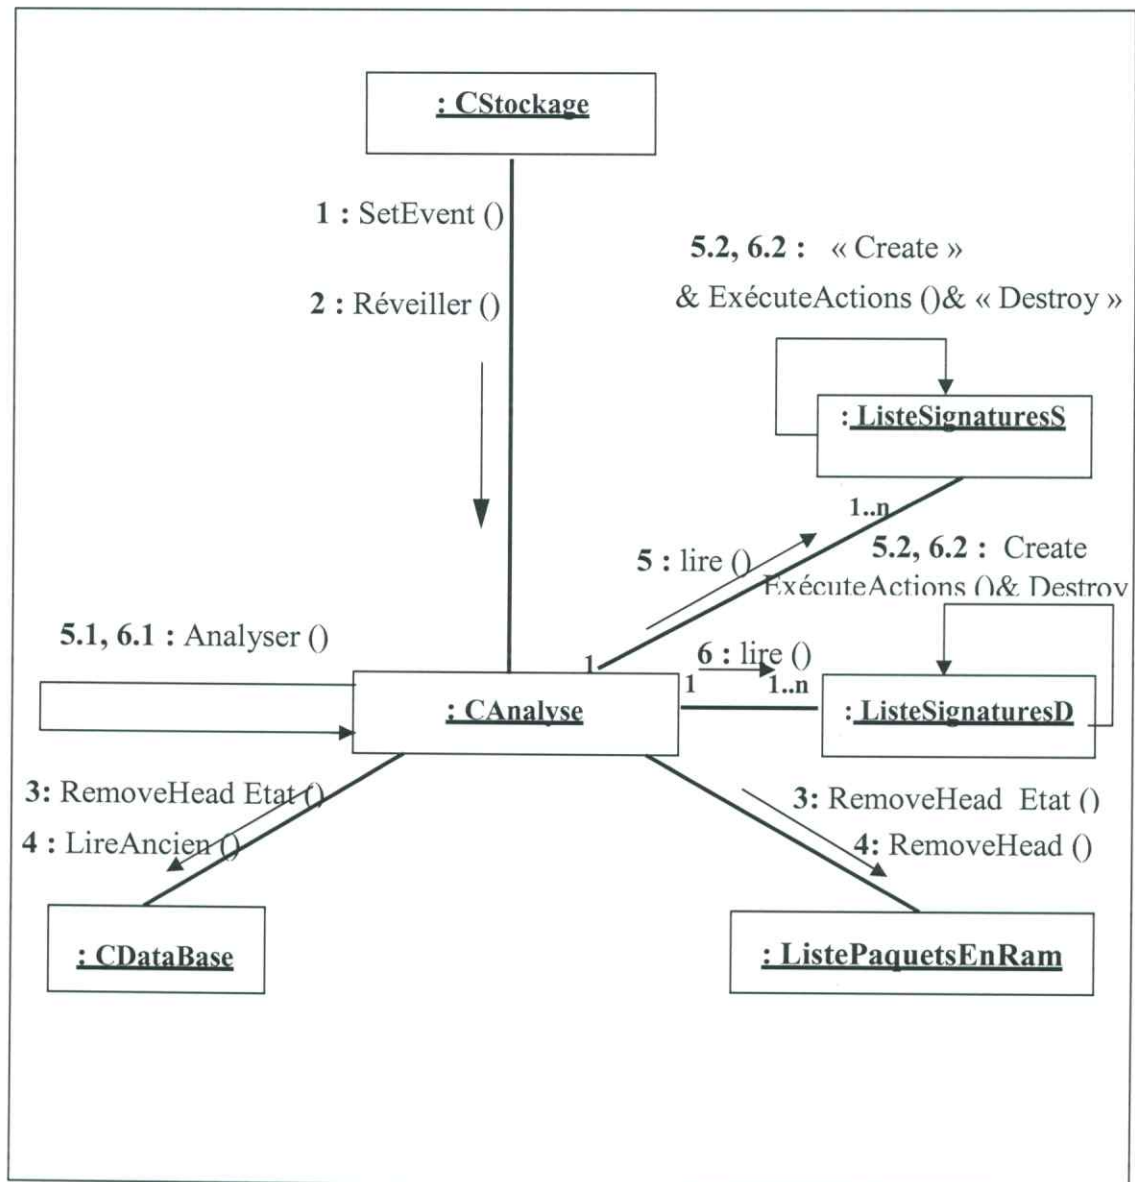 : CStockage
1 : SetEvent ()
5.2, 6.2 : « Create »
2 : Réveiller ()
& ExécuteActions ()& « Destroy »
: ListeSignaturesS
1..n
5 : lire ()
5.2, 6.2 : Create
ExécuteActions ()& Destroy
5.1, 6.1 : Analyser ()
6 : lire ()
1
1
1..n
: CAnalyse
: ListeSignaturesD
3: RemoveHead Etat ()
3: RemoveHead Etat ()
4 : LireAncien ()
4: RemoveHead ()
: CDataBase
: ListePaquetsEnRam